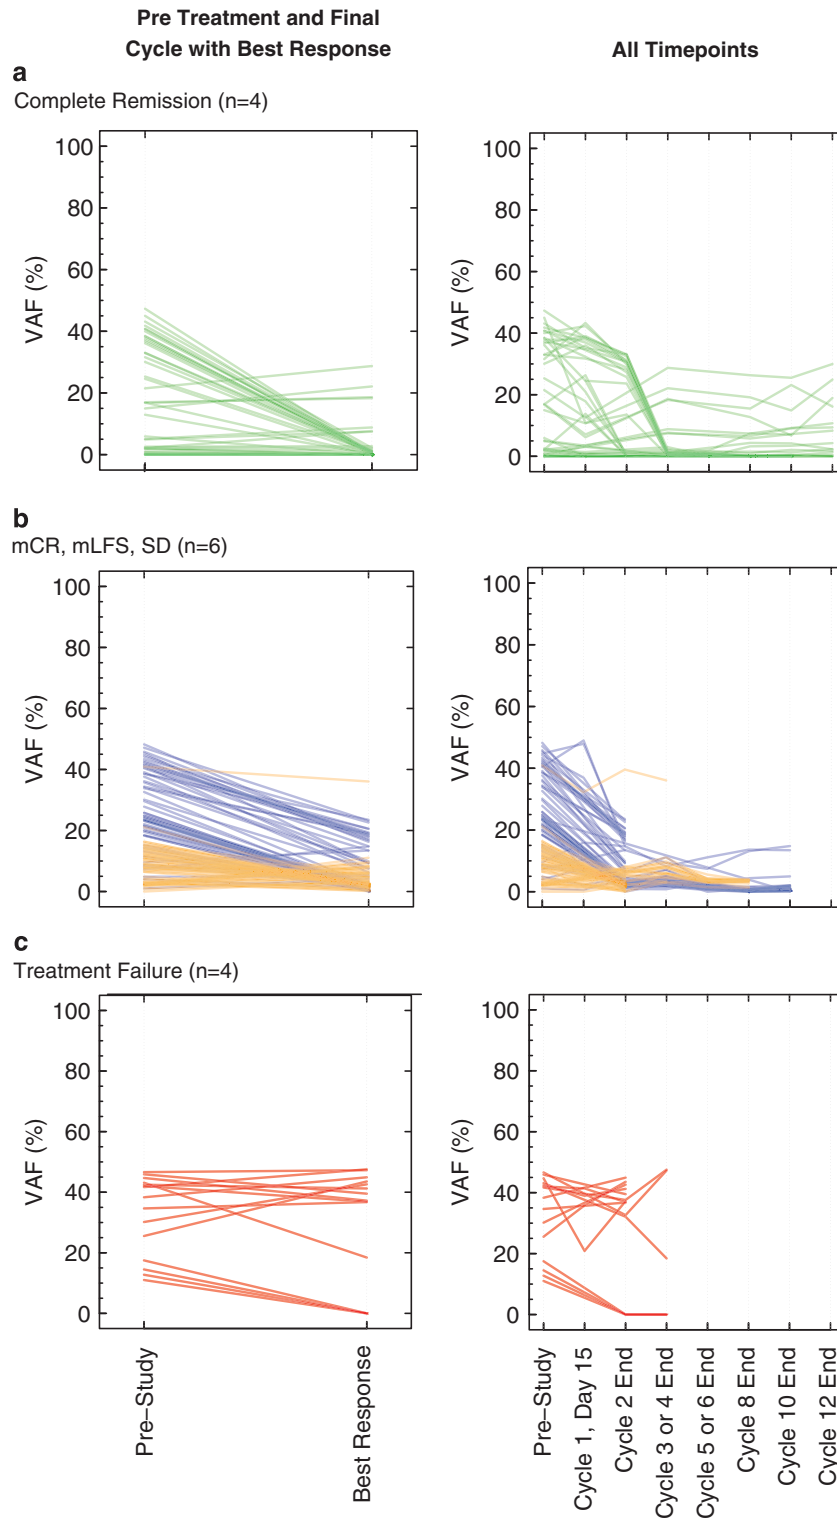 Pre Treatment and Final
Cycle with Best Response
All Timepoints
a
Complete Remission (n=4)
100
80
60
40
20
0
VAF (%)
100
80
60
40
20
0
VAF (%)
b
mCR, mLFS, SD (n=6)
100
80
60
40
20
0
VAF (%)
100
80
60
40
20
0
VAF (%)
c
Treatment Failure (n=4)
100
80
60
40
20
0
VAF (%)
Pre–Study
Best Response
100
80
60
40
20
0
VAF (%)
Pre–Study
Cycle 1, Day 15
Cycle 2 End
Cycle 3 or 4 End
Cycle 5 or 6 End
Cycle 8 End
Cycle 10 End
Cycle 12 End